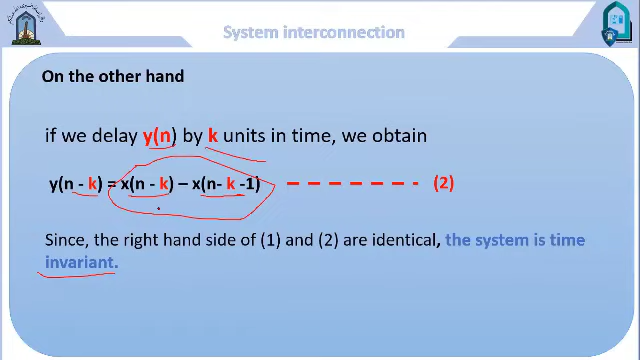 System interconnection
On the other hand
if we delay y(n) by k units in time, we obtain
y(n - k) = x(n - k) – x(n- k -1) – – – – – – – (2)
Since, the right hand side of (1) and (2) are identical, the system is time
invariant.